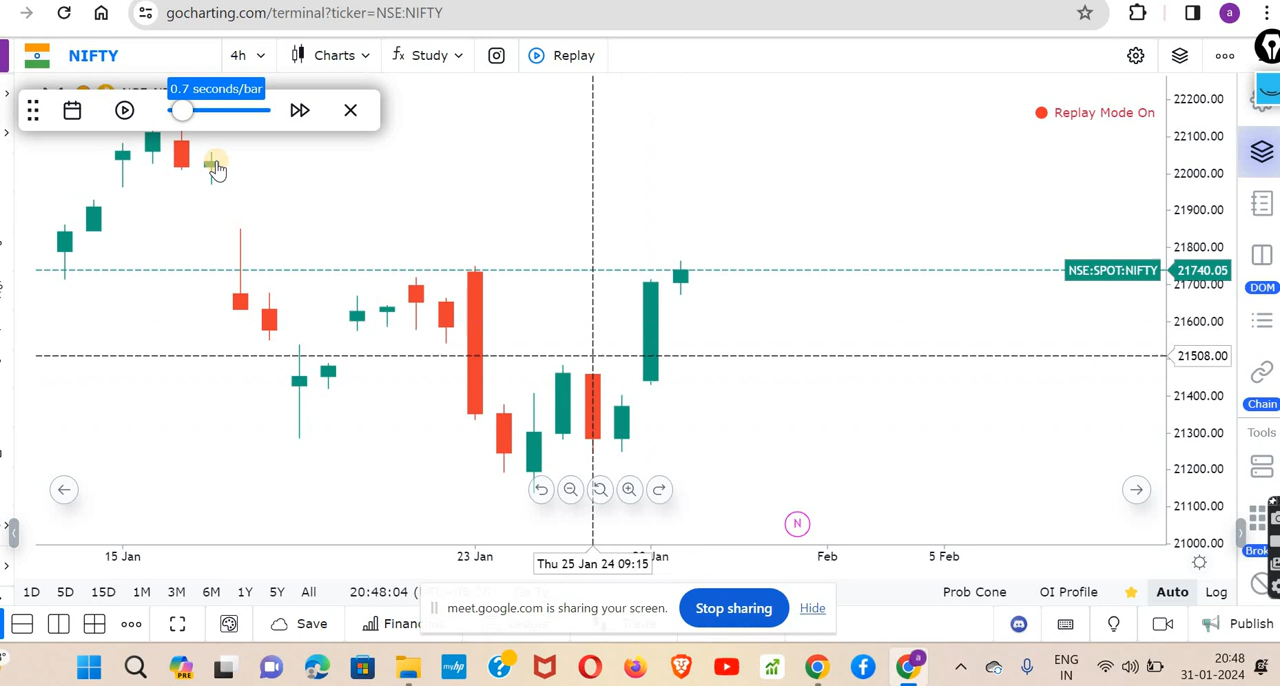 gocharting.com/terminal?ticker=NSE:NIFTY
a
NIFTY
4h
Charts
fx Study
Replay
0.7 seconds/bar
Replay Mode On
22200.00
22100.00
22000.00
21900.00
21800.00
NSE:SPOT:NIFTY
21740.05
21700.00
21600.00
21508.00
21400.00
21300.00
21200.00
21100.00
21000.00
DOM
Chain
Tools
Brok
N
15 Jan
23 Jan
Jan
Feb
5 Feb
Thu 25 Jan 24 09:15
1D
5D
15D
1M
3M
6M
1Y
5Y
All
20:48:04
Prob Cone
OI Profile
Auto
Log
meet.google.com is sharing your screen.
Stop sharing
Hide
Save
Financ
Publish
PRE
myhp
a
ENG
IN
20:48
31-01-2024